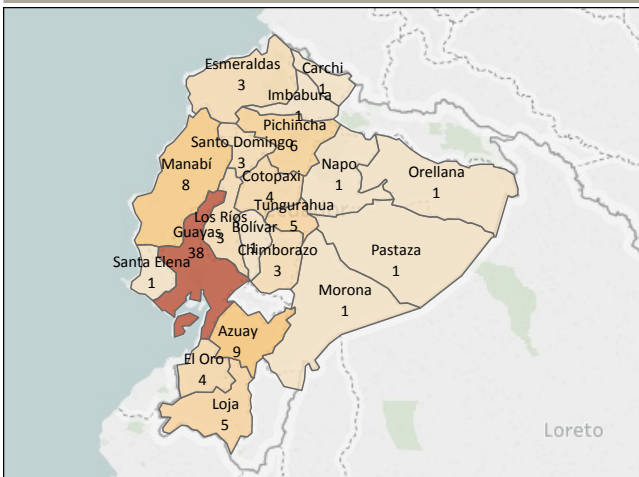 Esmeraldas
3
Carchi
1
Imbabura
1
Pichincha
6
Santo Domingo
3
Manabí
8
Cotopaxi
4
Napo
1
Orellana
1
Tungurahua
5
Los Ríos
3
Bolívar
1
Guayas
38
Chimborazo
3
Santa Elena
1
Pastaza
1
Morona
1
Azuay
9
El Oro
4
Loja
5
Loreto